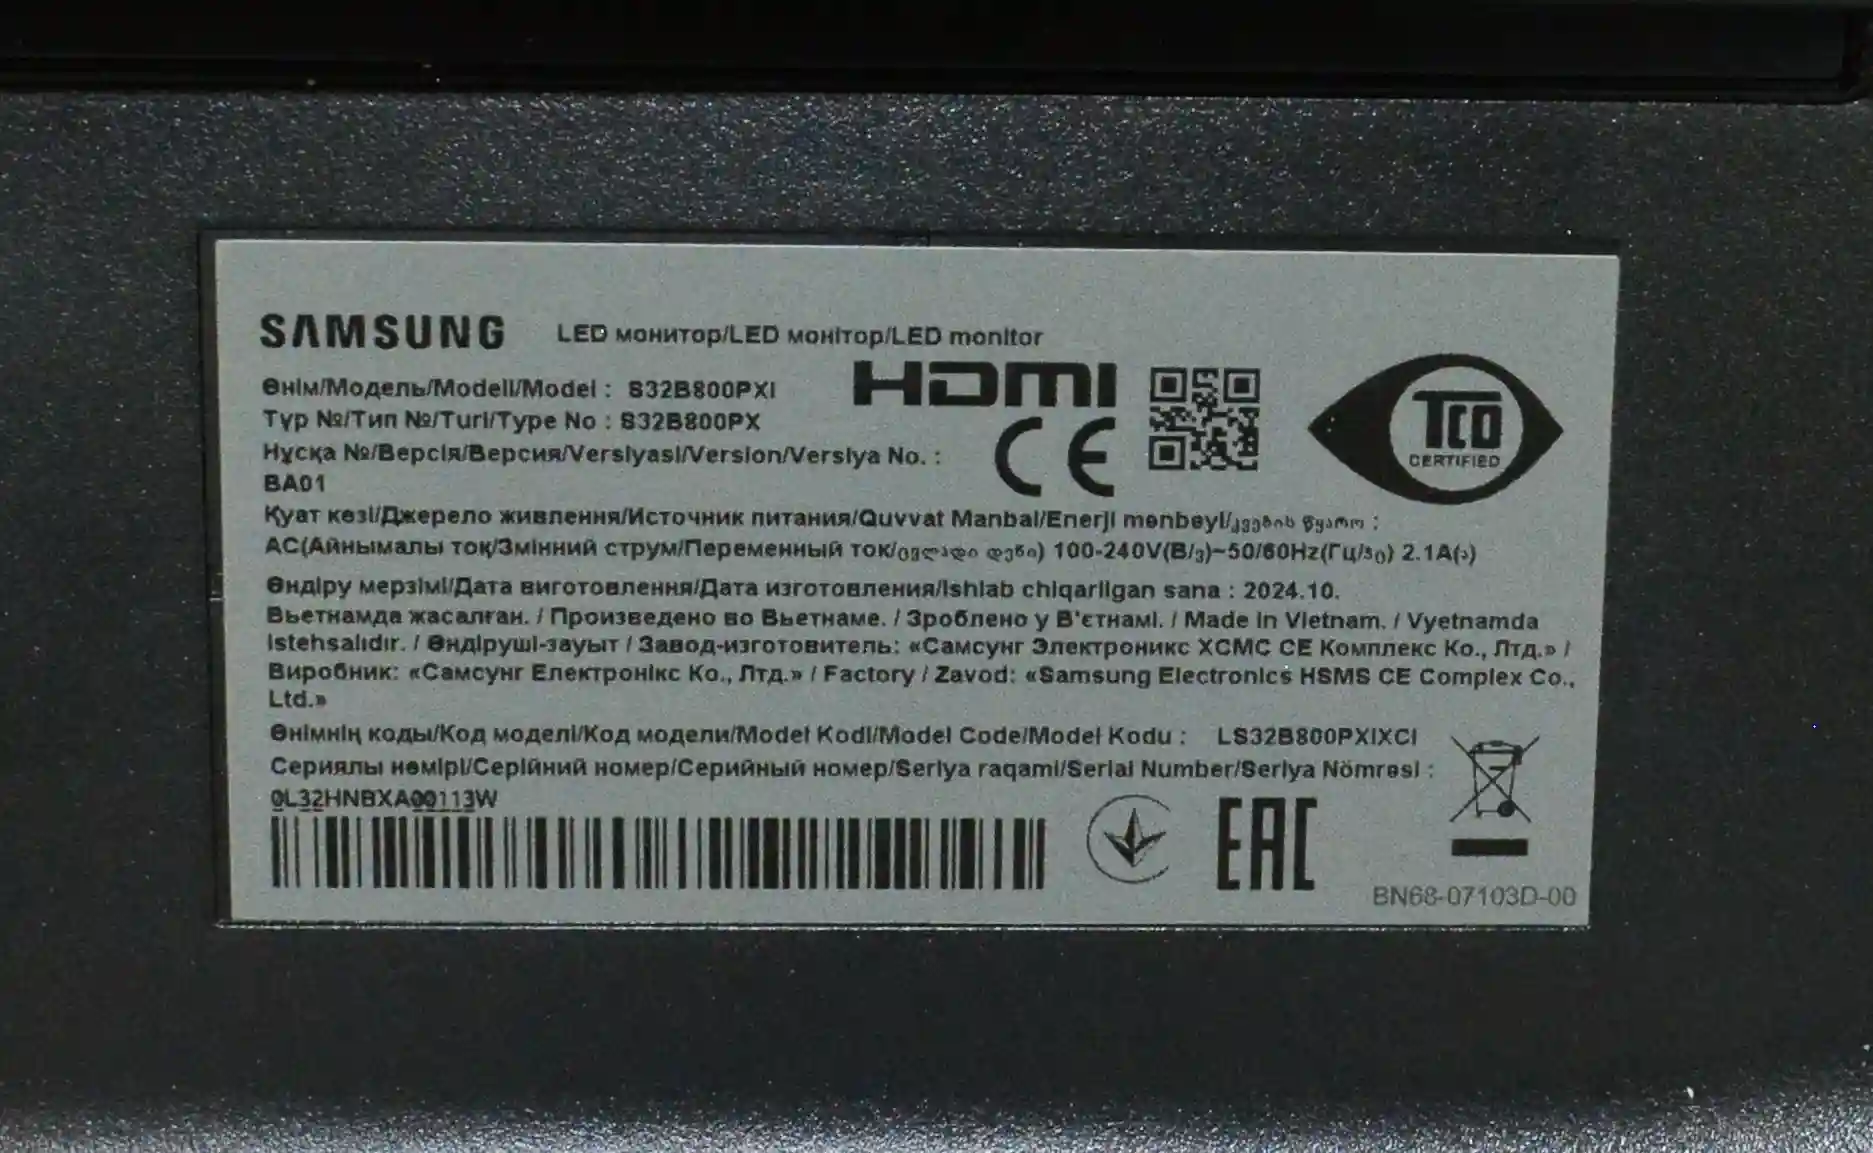 SAMSUNG LED монитор/LED монітор/LED monitor
Өнім/Модель/Modeli/Model : S32B800PXI
HDMI
Түр №/Тип №/Turi/Type No : S32B800PX
TCO
CERTIFIED
Нұсқа №/Версія/Версия/Versiyasi/Version/Versiya No. :
BA01
CE
Қуат көзі/Джерело живлення/Источник питания/Quvvat Manbai/Enerji mənbəyi/კვების წყარო :
AC(Айнымалы ток/Змінний струм/Переменный ток/ცვლადი დენი) 100-240V(В/ვ)~50/60Hz(Гц/ჰც) 2.1A(ა)
Өндіру мерзімі/Дата виготовлення/Дата изготовления/Ishlab chiqarilgan sana : 2024.10.
Вьетнамда жасалған. / Произведено во Вьетнаме. / Зроблено у В'єтнамі. / Made in Vietnam. / Vyetnamda
istehsalıdır. / Өндіруші-зауыт / Завод-изготовитель: «Самсунг Электроникс ХСМС СЕ Комплекс Ко., Лтд.» /
Виробник: «Самсунг Електронікс Ко., Лтд.» / Factory / Zavod: «Samsung Electronics HSMS CE Complex Co.,
Ltd.»
Өнімнің коды/Код моделі/Код модели/Model Kodi/Model Code/Model Kodu : LS32B800PXIXCI
Сериялы нөмірі/Серійний номер/Серийный номер/Seriya raqami/Serial Number/Seriya Nömrəsi :
0L32HNBXA00113W
EAC
BN68-07103D-00